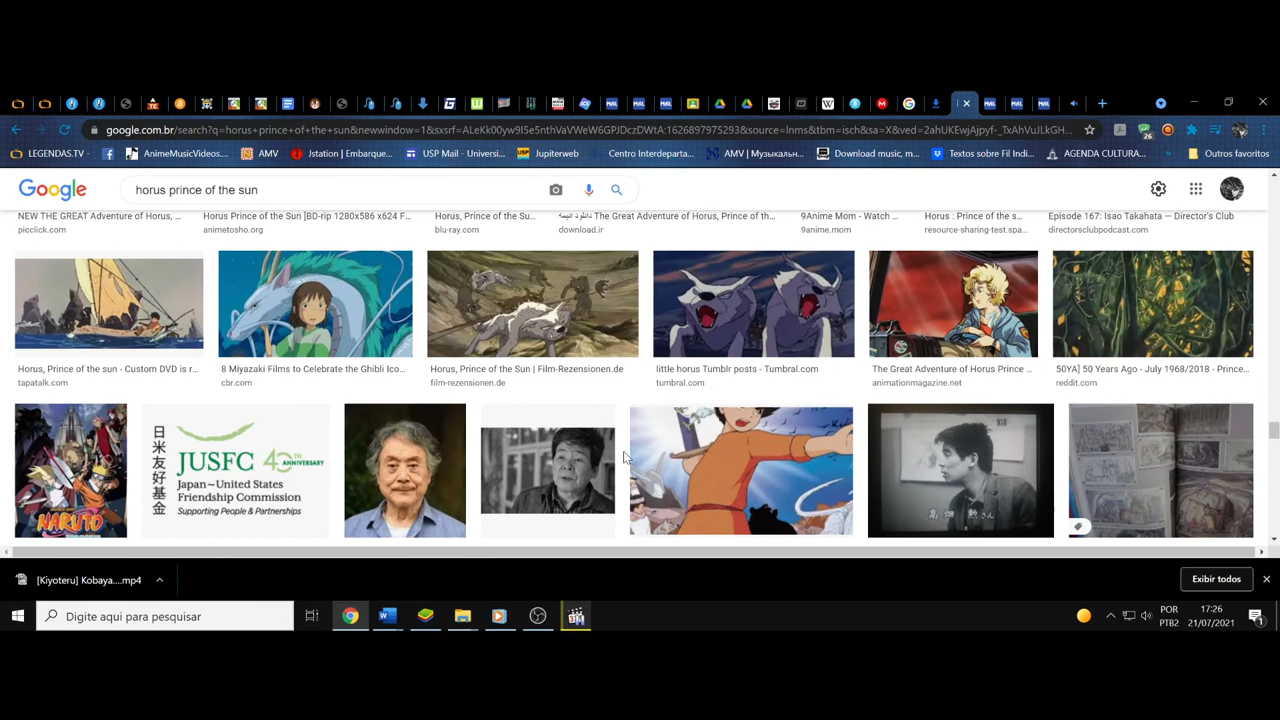 google.com.br/search?q=horus+prince+of+the+sun&newwindow=1&sxsrf=ALeKk00yw9I5e5nthVaVWeW6GPJDczDWtA:1626897975293&source=lnms&tbm=isch&sa=X&ved=2ahUKEwjAjpyf-_TAxhVuJLkGH...
LEGENDAS.TV -
AnimeMusicVideos....
AMV
Jstation | Embarque...
USP Mail - Universi...
Jupiterweb
Centro Interdeparta...
AMV | Музыкальн...
Download music, m...
Textos sobre Fil Indi...
AGENDA CULTURA...
Outros favoritos
Google
horus prince of the sun
NEW THE GREAT Adventure of Horus, ...
Horus Prince of the Sun [BD-rip 1280x586 x624 F...
Horus, Prince of the Su...
دانلود انیمه The Great Adventure of Horus, Prince of th...
9Anime Mom - Watch ...
Horus : Prince of the s...
Episode 167: Isao Takahata — Director's Club
picclick.com
animetosho.org
blu-ray.com
download.ir
9anime.mom
resource-sharing-test.spa...
directorsclubpodcast.com
Horus, Prince of the sun - Custom DVD is r...
8 Miyazaki Films to Celebrate the Ghibli Ico...
Horus, Prince of the Sun | Film-Rezensionen.de
little horus Tumblr posts - Tumbral.com
The Great Adventure of Horus Prince ...
50YA] 50 Years Ago - July 1968/2018 - Prince...
tapatalk.com
cbr.com
film-rezensionen.de
tumbral.com
animationmagazine.net
reddit.com
NARUTO
日米友好基金
JUSFC 40TH ANNIVERSARY
Japan~United States
Friendship Commission
Supporting People & Partnerships
高畑勲さん
[Kiyoteru] Kobaya....mp4
Exibir todos
Digite aqui para pesquisar
POR
PTB2
17:26
21/07/2021